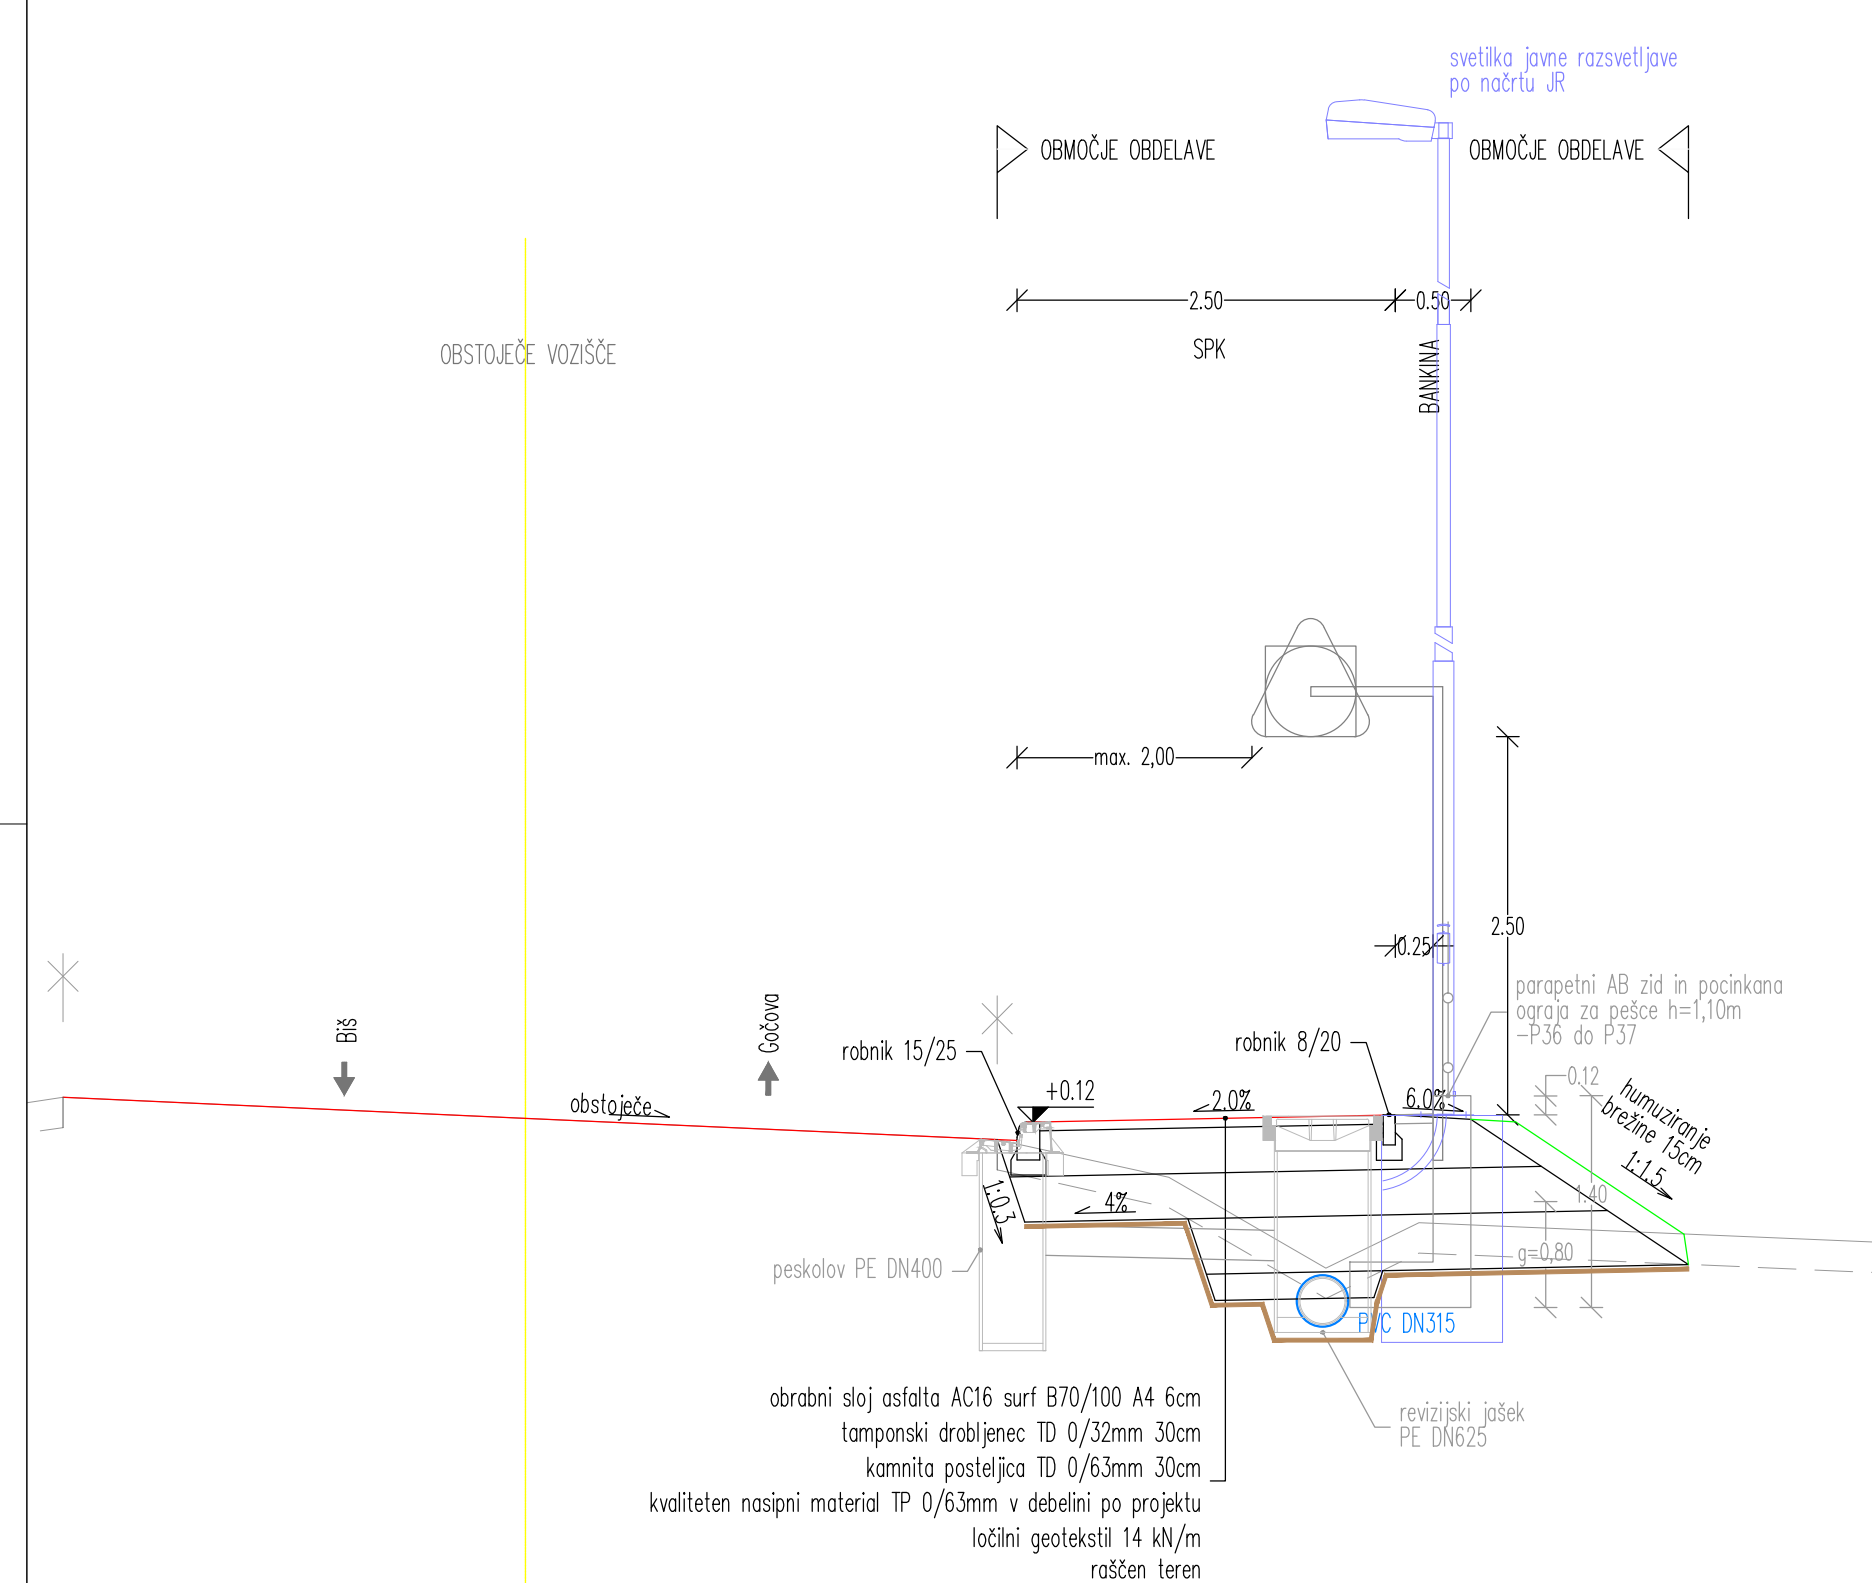 svetilka javne razsvetljave
po načrtu JR
OBMOČJE OBDELAVE
OBMOČJE OBDELAVE
2.50
0.50
OBSTOJEČE VOZIŠČE
SPK
BANKINA
max. 2,00
2.50
0.25
parapetni AB zid in pocinkana
ograja za pešce h=1,10m
-P36 do P37
Biš
Gočova
robnik 15/25
robnik 8/20
+0.12
obstoječe
2.0%
6.0%
0.12
humuziranje
brežine 15cm
1:1.5
1.40
1:0.3
4%
g=0,80
peskolov PE DN400
PVC DN315
obrabni sloj asfalta AC16 surf B70/100 A4 6cm
tamponski drobljenec TD 0/32mm 30cm
kamnita posteljica TD 0/63mm 30cm
kvaliteten nasipni material TP 0/63mm v debelini po projektu
ločilni geotekstil 14 kN/m
raščen teren
revizijski jašek
PE DN625